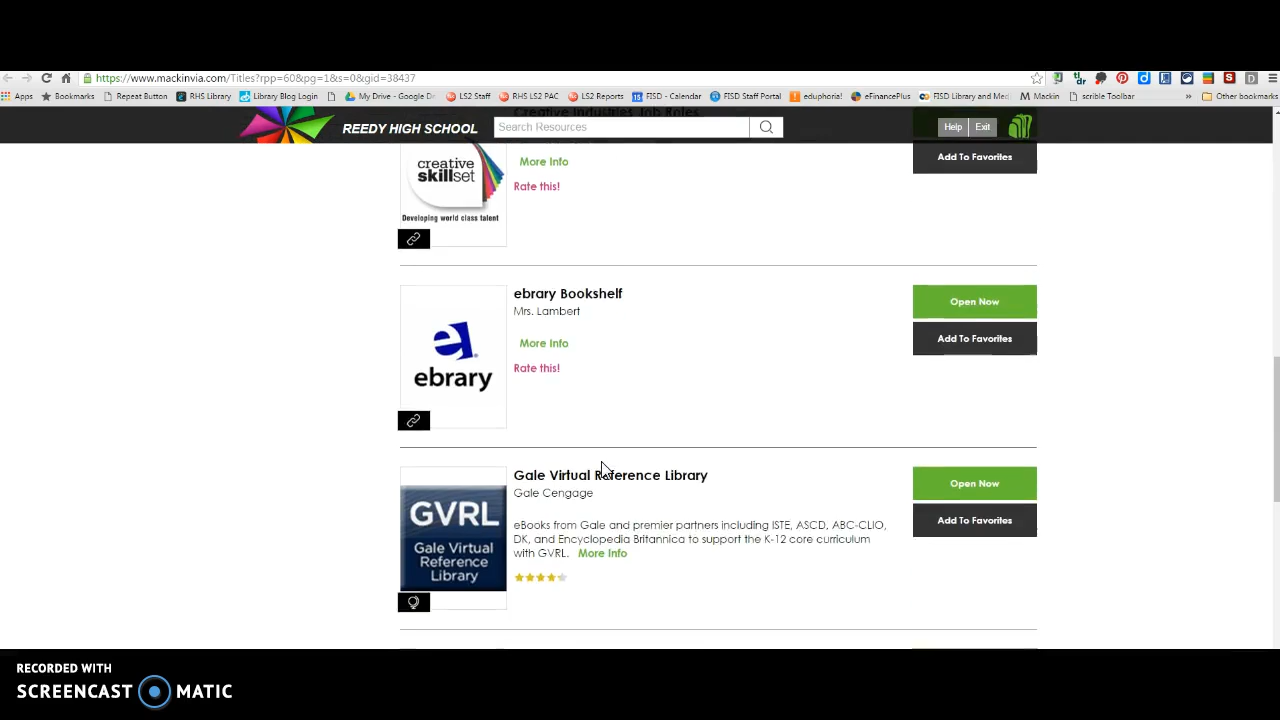 https://www.mackinvia.com/Titles?rpp=60&pg=1&s=0&gid=38437
Apps Bookmarks Repeat Button RHS Library Library Blog Login My Drive - Google Dr LS2 Staff RHS LS2 PAC LS2 Reports FISD - Calendar FISD Staff Portal eduphoria! eFinancePlus FISD Library and Med Mackin scrible Toolbar » Other bookmarks
Creative Industries Job Roles
REEDY HIGH SCHOOL Search Resources Help Exit
Add To Favorites
creative
skillset
Developing world class talent
More Info
Rate this!
ebrary Bookshelf
Mrs. Lambert
More Info
Rate this!
Open Now
Add To Favorites
e
ebrary
Gale Virtual Reference Library
Gale Cengage
eBooks from Gale and premier partners including ISTE, ASCD, ABC-CLIO,
DK, and Encyclopedia Britannica to support the K-12 core curriculum
with GVRL. More Info
Open Now
Add To Favorites
GVRL
Gale Virtual
Reference
Library
RECORDED WITH
SCREENCAST MATIC